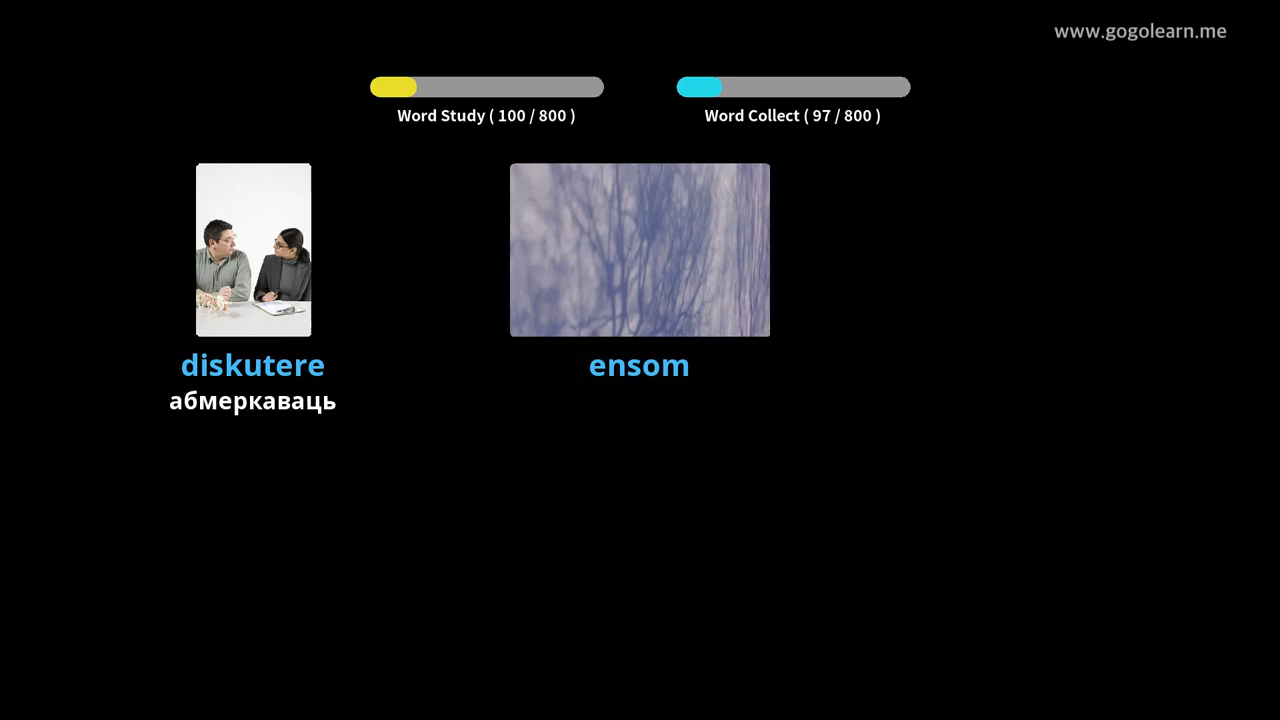 www.gogolearn.me
Word Study ( 100 / 800 )
Word Collect ( 97 / 800 )
diskutere
ensom
абмеркаваць